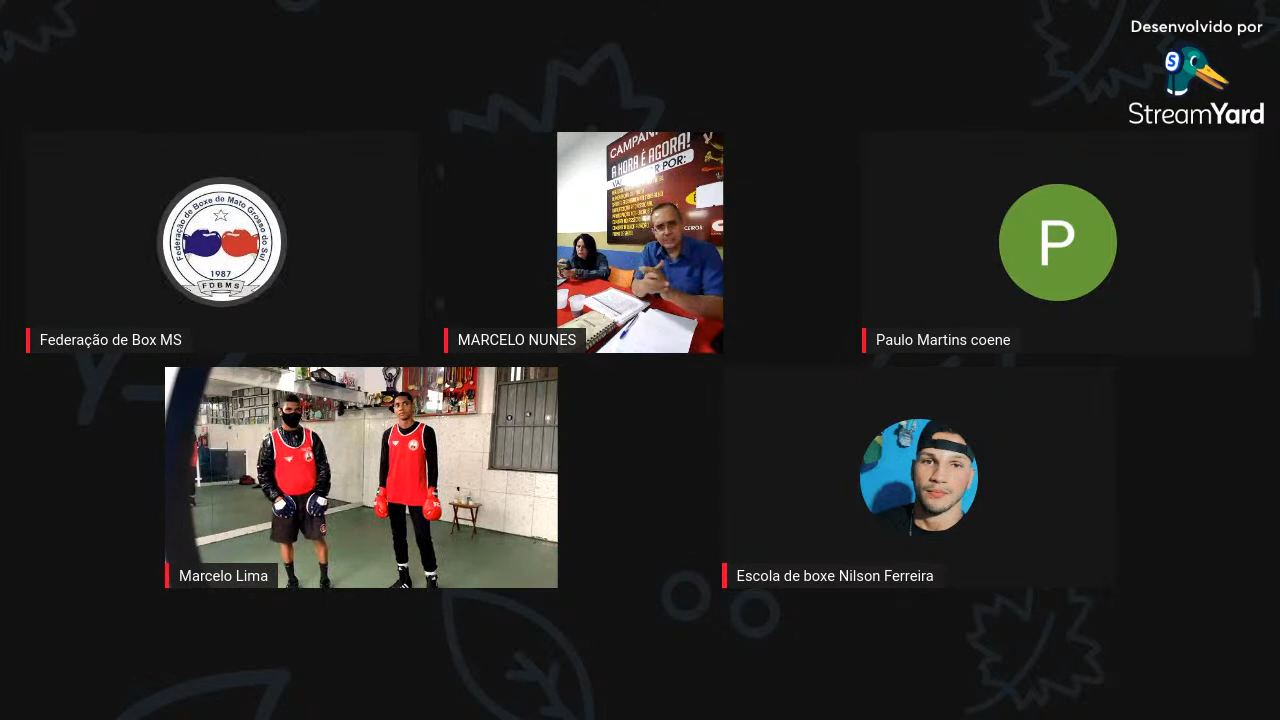 Desenvolvido por
StreamYard
Federação de Boxe de Mato Grosso do Sul
1987
FDBMS
Federação de Box MS
CAMPAN
A HORA É AGORA!
POR:
CEIROS
MARCELO NUNES
P
Paulo Martins coene
Marcelo Lima
Escola de boxe Nilson Ferreira